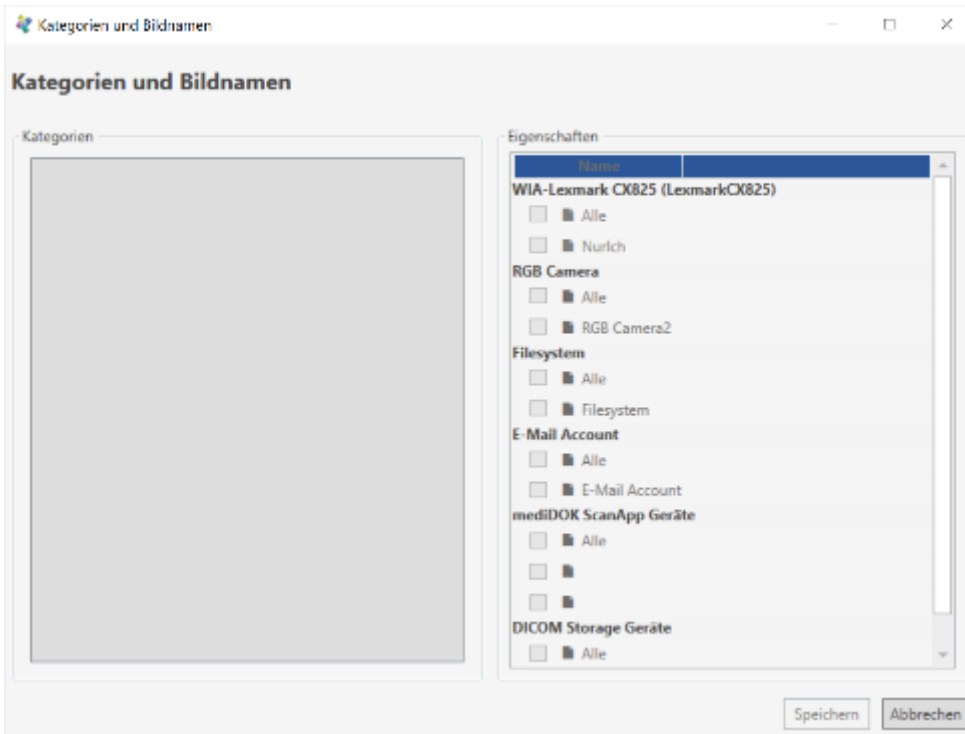 Kategorien und Bildnamen
Kategorien und Bildnamen
Kategorien
Eigenschaften
Name
WIA-Lexmark CX825 (LexmarkCX825)
Alle
NurIch
RGB Camera
Alle
RGB Camera2
Filesystem
Alle
Filesystem
E-Mail Account
Alle
E-Mail Account
mediDOK ScanApp Geräte
Alle
DICOM Storage Geräte
Alle
Speichern
Abbrechen